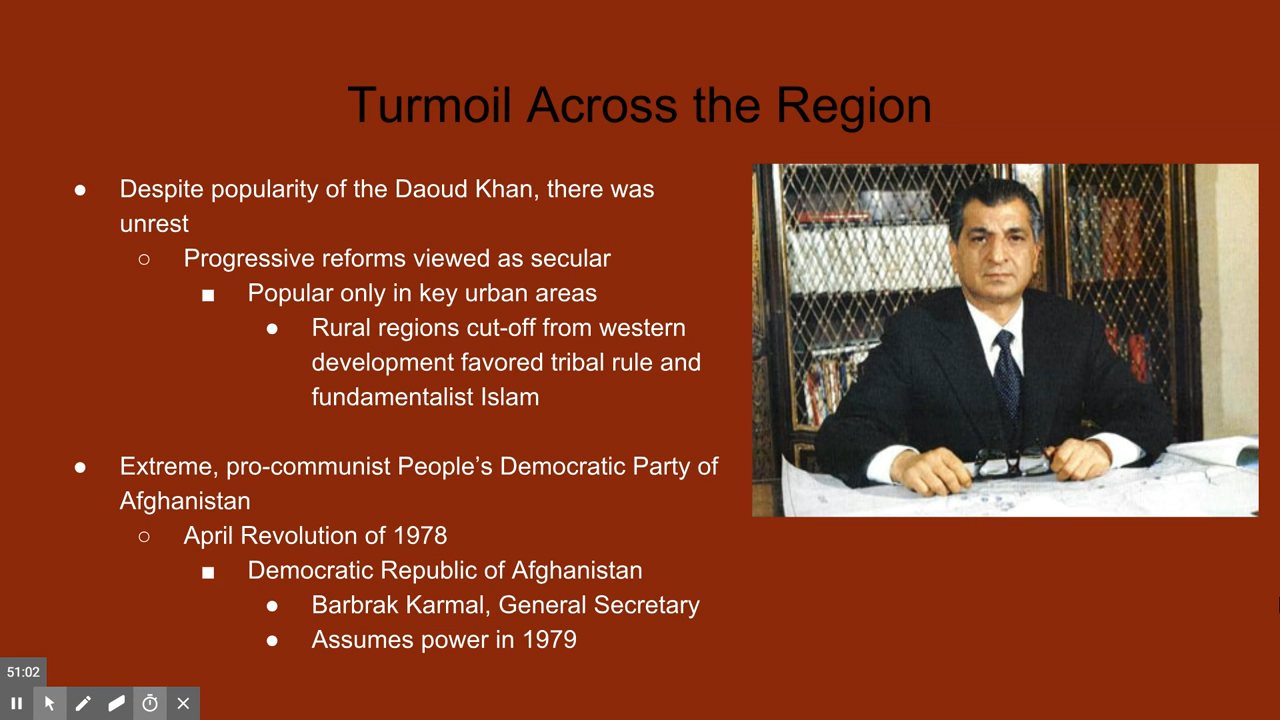 Turmoil Across the Region
● Despite popularity of the Daoud Khan, there was
unrest
○ Progressive reforms viewed as secular
■ Popular only in key urban areas
● Rural regions cut-off from western
development favored tribal rule and
fundamentalist Islam
● Extreme, pro-communist People’s Democratic Party of
Afghanistan
○ April Revolution of 1978
■ Democratic Republic of Afghanistan
● Barbrak Karmal, General Secretary
● Assumes power in 1979
51:02